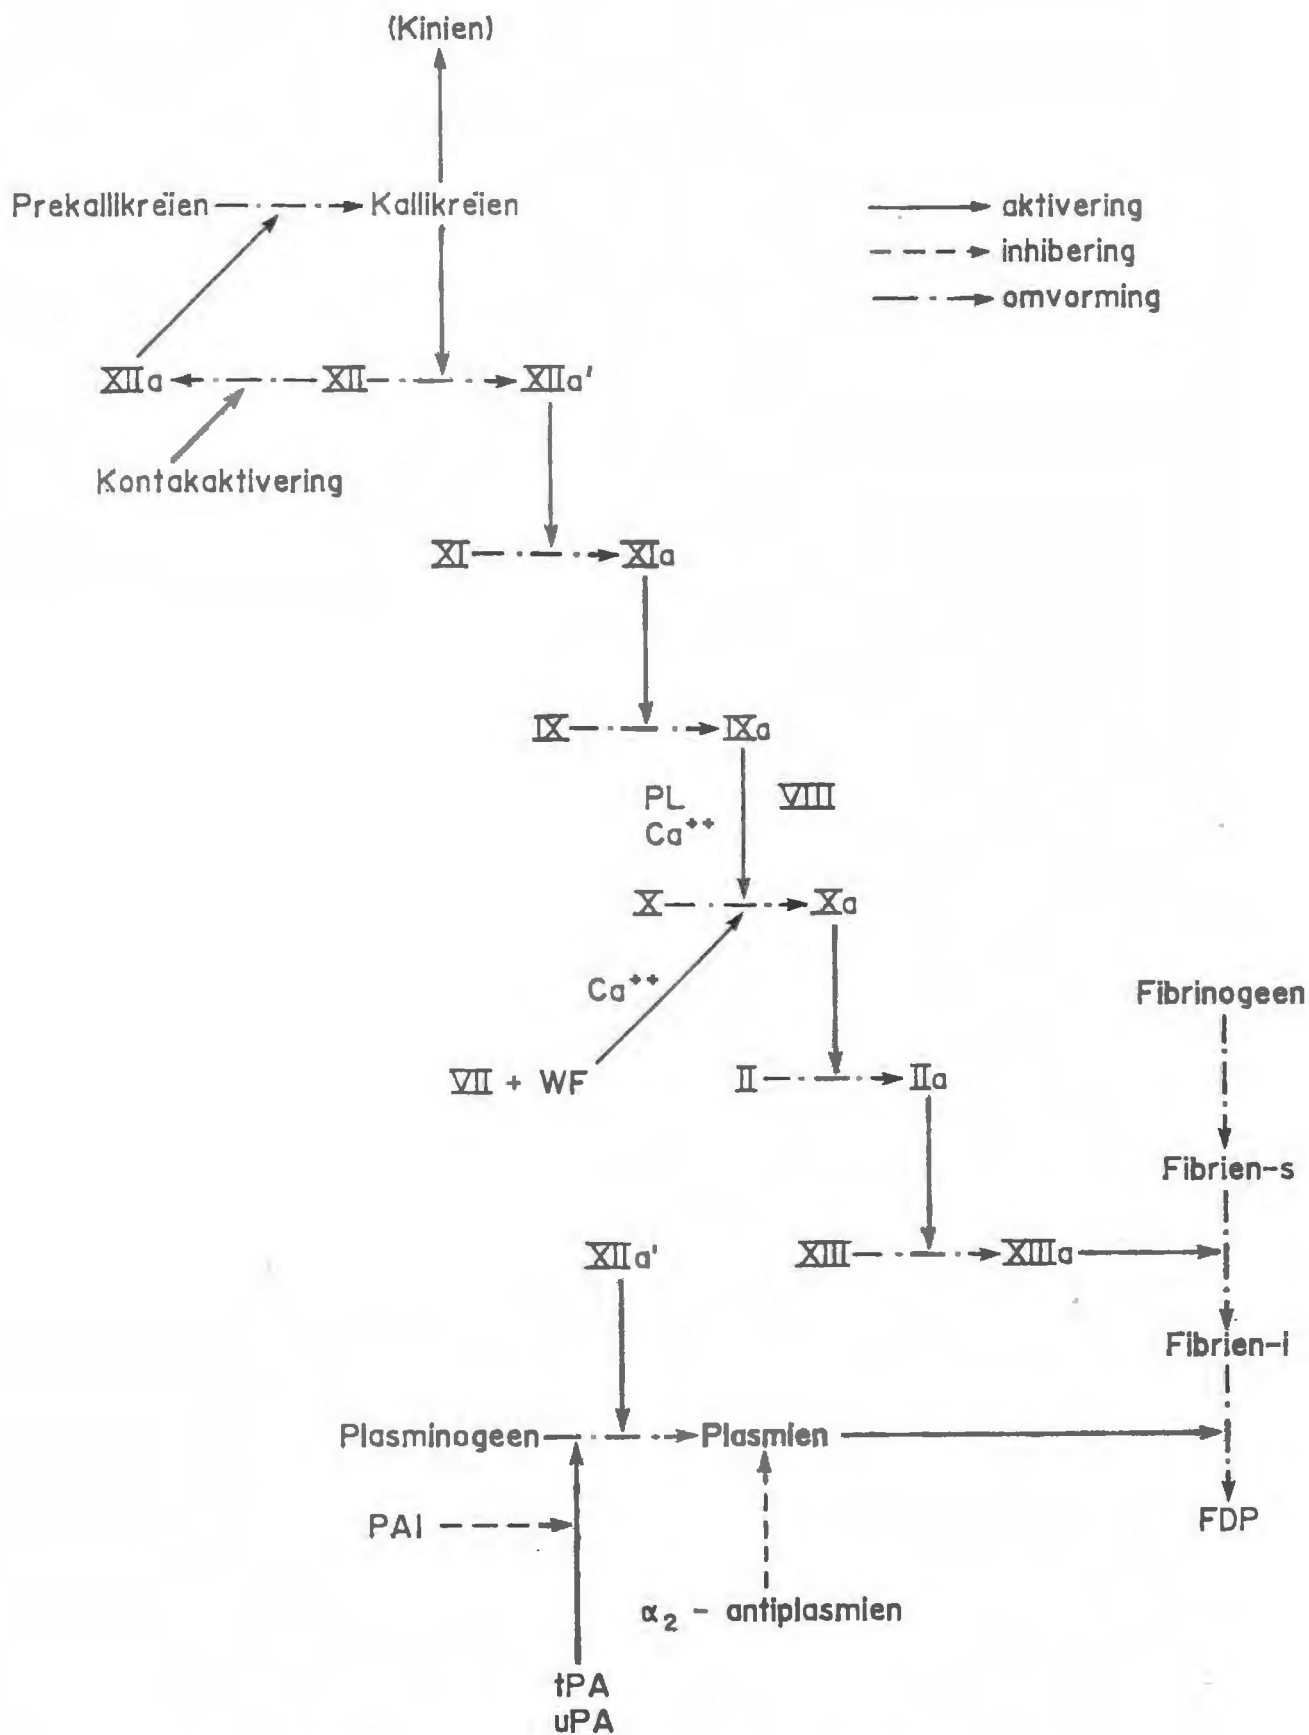 (Kinien)
Prekallikreïen Kallikreïen
aktivering
inhibering
omvorming
XIIa XII XIIa'
Kontakaktivering
XI XIa
IX IXa
PL
Ca++
VIII
X Xa
Ca++
VII + WF
II IIa
Fibrinogeen
Fibrien-s
XIII XIIIa
Fibrien-i
XIIa'
Plasminogeen Plasmien
PAI
α2 - antiplasmien
FDP
tPA
uPA